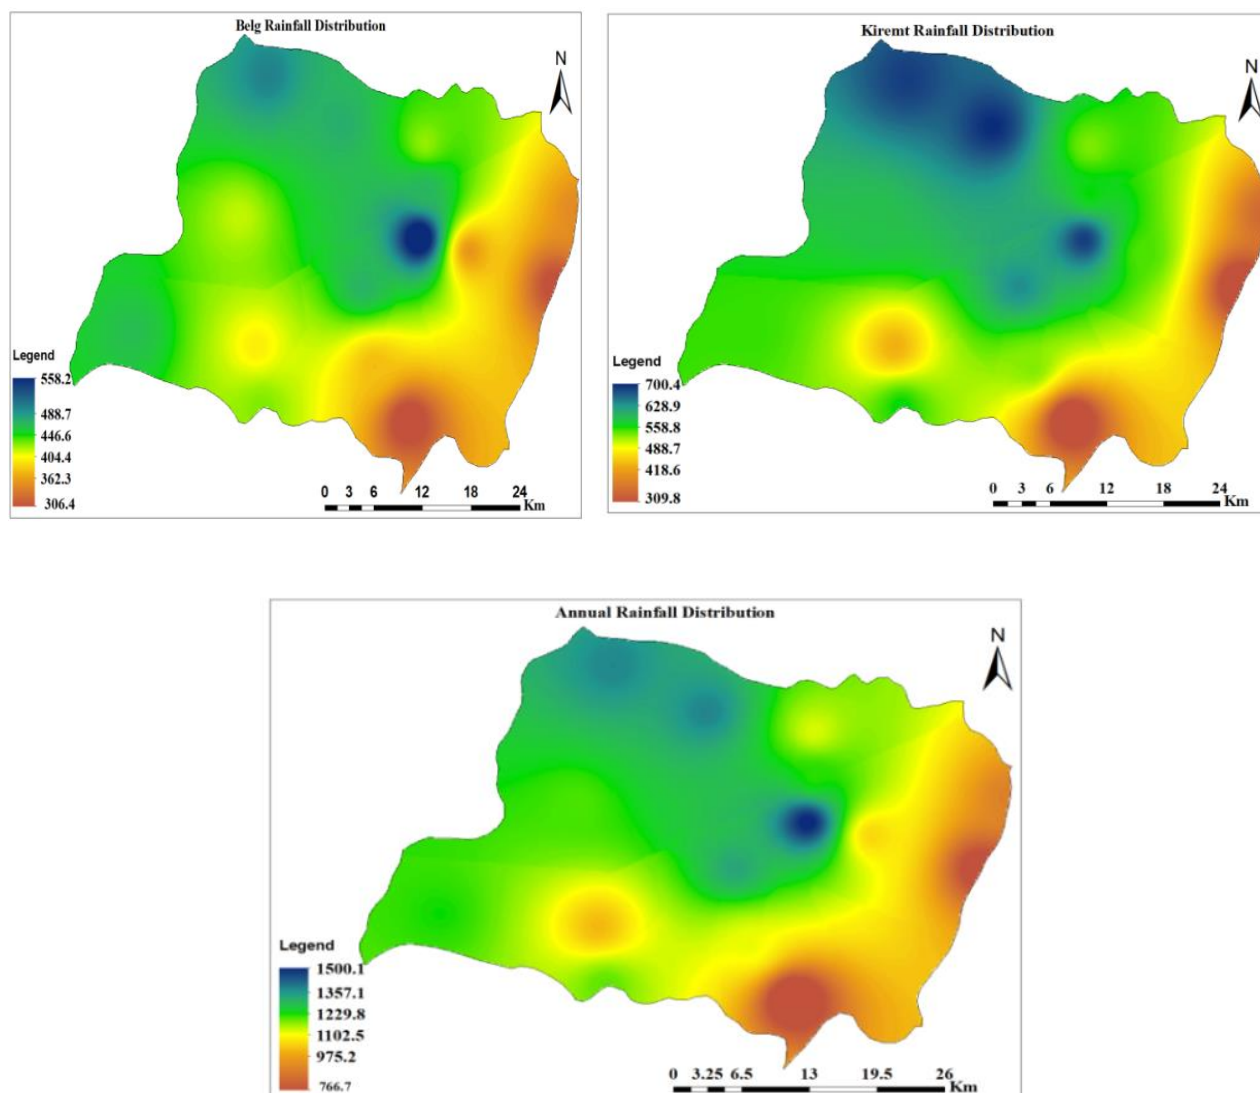 Belg Rainfall Distribution
N
Legend
558.2
488.7
446.6
404.4
362.3
306.4
0 3 6 12 18 24
Km
Kiremt Rainfall Distribution
N
Legend
700.4
628.9
558.8
488.7
418.6
309.8
0 3 6 12 18 24
Km
Annual Rainfall Distribution
N
Legend
1500.1
1357.1
1229.8
1102.5
975.2
766.7
0 3.25 6.5 13 19.5 26
Km